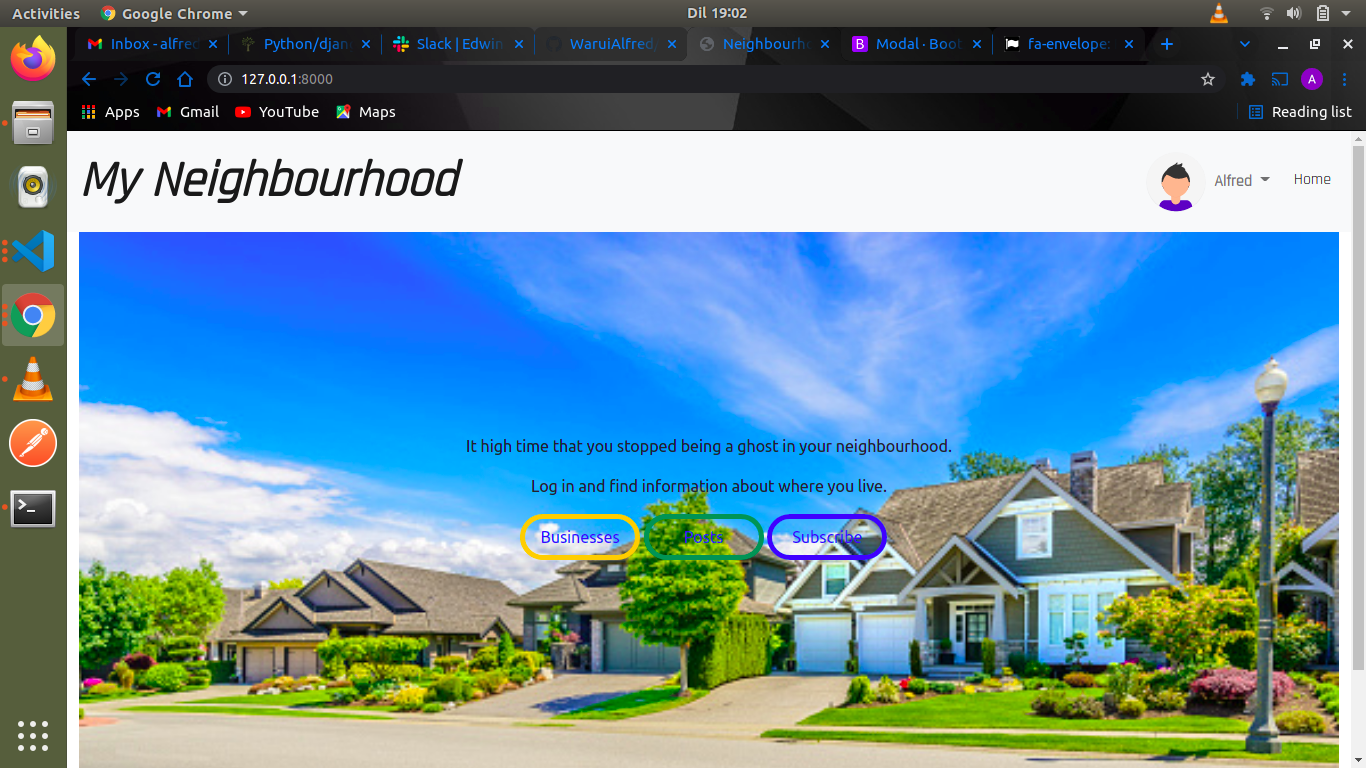 Activities Google Chrome Dil 19:02
Inbox - alfre Python/djan Slack | Edwin WaruiAlfred Neighbourho Modal · Boot fa-envelope:
127.0.0.1:8000 A
Apps Gmail YouTube Maps Reading list
My Neighbourhood Alfred Home
It high time that you stopped being a ghost in your neighbourhood.
Log in and find information about where you live.
Businesses Posts Subscribe